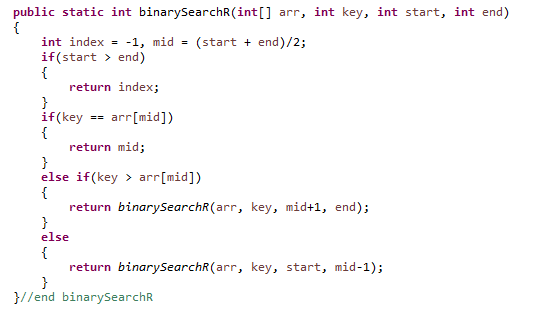 public static int binarySearchR(int[] arr, int key, int start, int end)
{
    int index = -1, mid = (start + end)/2;
    if(start > end)
    {
        return index;
    }
    if(key == arr[mid])
    {
        return mid;
    }
    else if(key > arr[mid])
    {
        return binarySearchR(arr, key, mid+1, end);
    }
    else
    {
        return binarySearchR(arr, key, start, mid-1);
    }
}//end binarySearchR